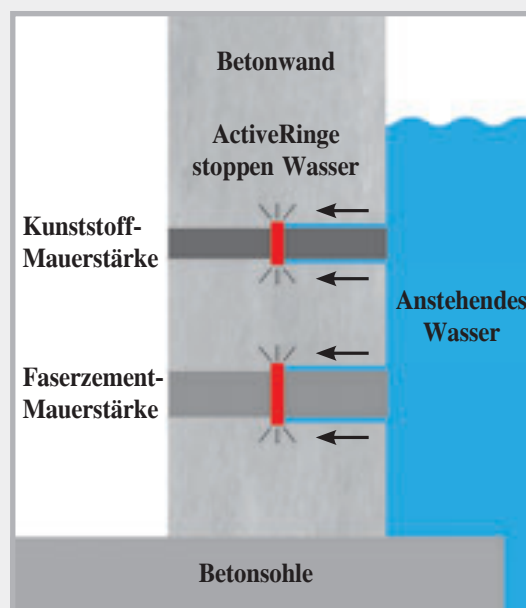 Betonwand
ActiveRinge
stoppen Wasser
Kunststoff-
Mauerstärke
Anstehendes
Wasser
Faserzement-
Mauerstärke
Betonsohle